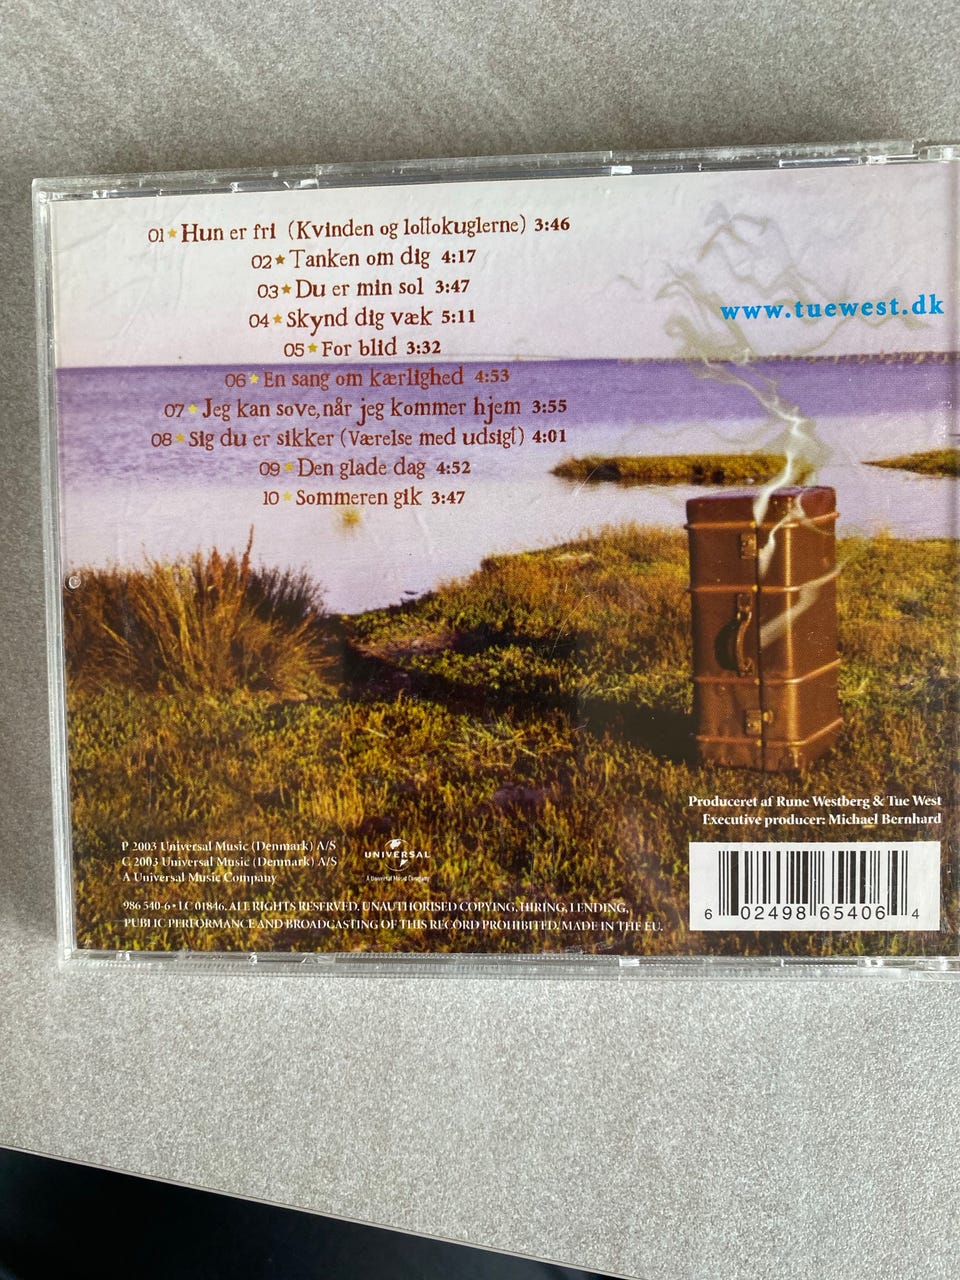 01★Hun er fri (Kvinden og lottokuglerne) 3:46
02★Tanken om dig 4:17
03★Du er min sol 3:47
04★Skynd dig væk 5:11
05★For blid 3:32
06★En sang om kærlighed 4:53
07★Jeg kan sove, når jeg kommer hjem 3:55
08★Sig du er sikker (Værelse med udsigt) 4:01
09★Den glade dag 4:52
10★Sommeren gik 3:47
www.tuewest.dk
Produceret af Rune Westberg & Tue West
Executive producer: Michael Bernhard
P 2003 Universal Music (Denmark) A/S
C 2003 Universal Music (Denmark) A/S
A Universal Music Company
UNIVERSAL
A Universal Music Company
986 540-6 • LC 01846. ALL RIGHTS RESERVED. UNAUTHORISED COPYING, HIRING, LENDING,
PUBLIC PERFORMANCE AND BROADCASTING OF THIS RECORD PROHIBITED. MADE IN THE EU.
6 02498 65406 4